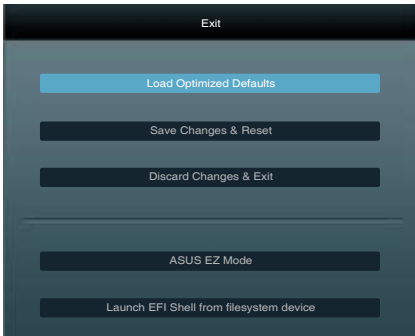 Exit
Load Optimized Defaults
Save Changes & Reset
Discard Changes & Exit
ASUS EZ Mode
Launch EFI Shell from filesystem device